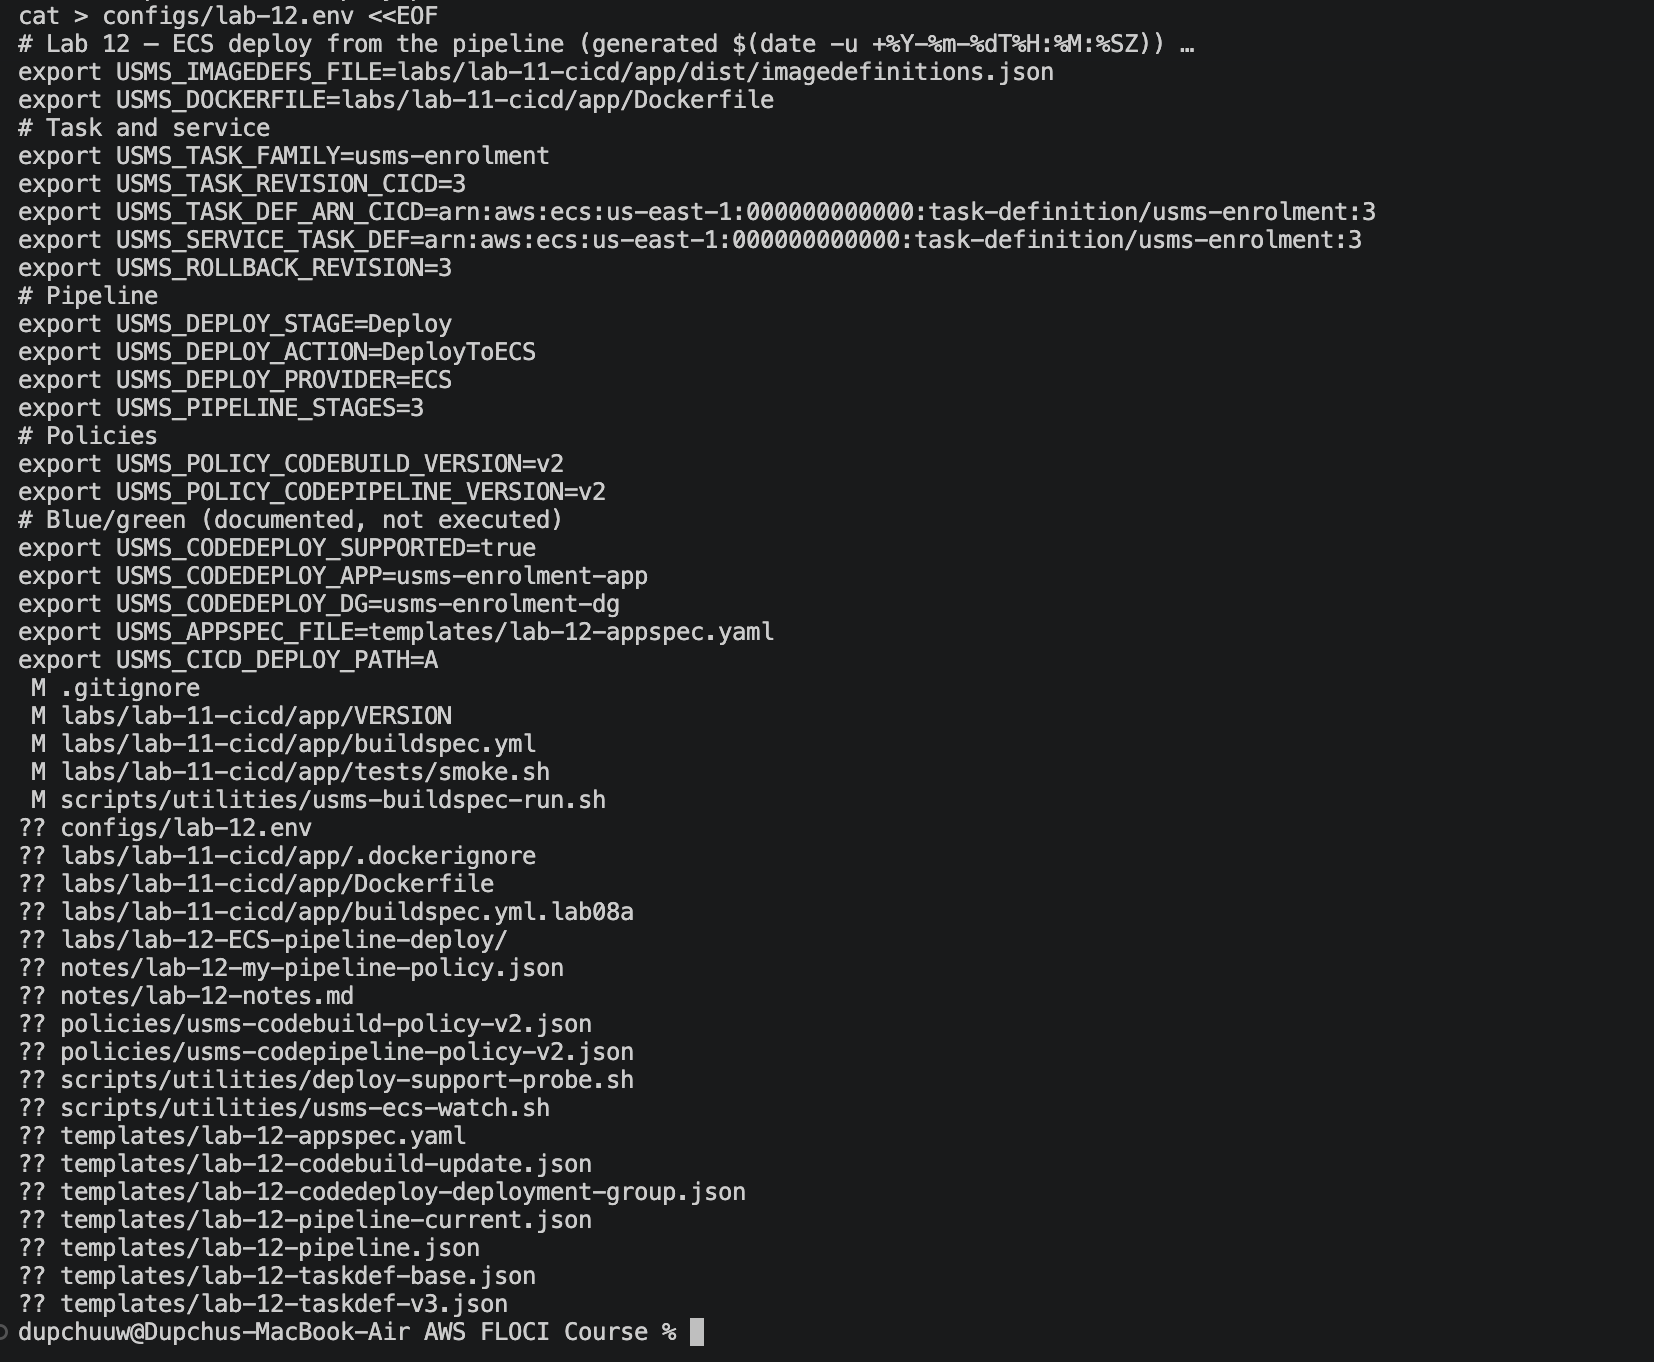 cat > configs/lab-12.env <<EOF
# Lab 12 — ECS deploy from the pipeline (generated $(date -u +%Y-%m-%dT%H:%M:%SZ)) …
export USMS_IMAGEDEFS_FILE=labs/lab-11-cicd/app/dist/imagedefinitions.json
export USMS_DOCKERFILE=labs/lab-11-cicd/app/Dockerfile
# Task and service
export USMS_TASK_FAMILY=usms-enrolment
export USMS_TASK_REVISION_CICD=3
export USMS_TASK_DEF_ARN_CICD=arn:aws:ecs:us-east-1:000000000000:task-definition/usms-enrolment:3
export USMS_SERVICE_TASK_DEF=arn:aws:ecs:us-east-1:000000000000:task-definition/usms-enrolment:3
export USMS_ROLLBACK_REVISION=3
# Pipeline
export USMS_DEPLOY_STAGE=Deploy
export USMS_DEPLOY_ACTION=DeployToECS
export USMS_DEPLOY_PROVIDER=ECS
export USMS_PIPELINE_STAGES=3
# Policies
export USMS_POLICY_CODEBUILD_VERSION=v2
export USMS_POLICY_CODEPIPELINE_VERSION=v2
# Blue/green (documented, not executed)
export USMS_CODEDEPLOY_SUPPORTED=true
export USMS_CODEDEPLOY_APP=usms-enrolment-app
export USMS_CODEDEPLOY_DG=usms-enrolment-dg
export USMS_APPSPEC_FILE=templates/lab-12-appspec.yaml
export USMS_CICD_DEPLOY_PATH=A
 M .gitignore
 M labs/lab-11-cicd/app/VERSION
 M labs/lab-11-cicd/app/buildspec.yml
 M labs/lab-11-cicd/app/tests/smoke.sh
 M scripts/utilities/usms-buildspec-run.sh
?? configs/lab-12.env
?? labs/lab-11-cicd/app/.dockerignore
?? labs/lab-11-cicd/app/Dockerfile
?? labs/lab-11-cicd/app/buildspec.yml.lab08a
?? labs/lab-12-ECS-pipeline-deploy/
?? notes/lab-12-my-pipeline-policy.json
?? notes/lab-12-notes.md
?? policies/usms-codebuild-policy-v2.json
?? policies/usms-codepipeline-policy-v2.json
?? scripts/utilities/deploy-support-probe.sh
?? scripts/utilities/usms-ecs-watch.sh
?? templates/lab-12-appspec.yaml
?? templates/lab-12-codebuild-update.json
?? templates/lab-12-codedeploy-deployment-group.json
?? templates/lab-12-pipeline-current.json
?? templates/lab-12-pipeline.json
?? templates/lab-12-taskdef-base.json
?? templates/lab-12-taskdef-v3.json
dupchuuw@Dupchus-MacBook-Air AWS FLOCI Course %